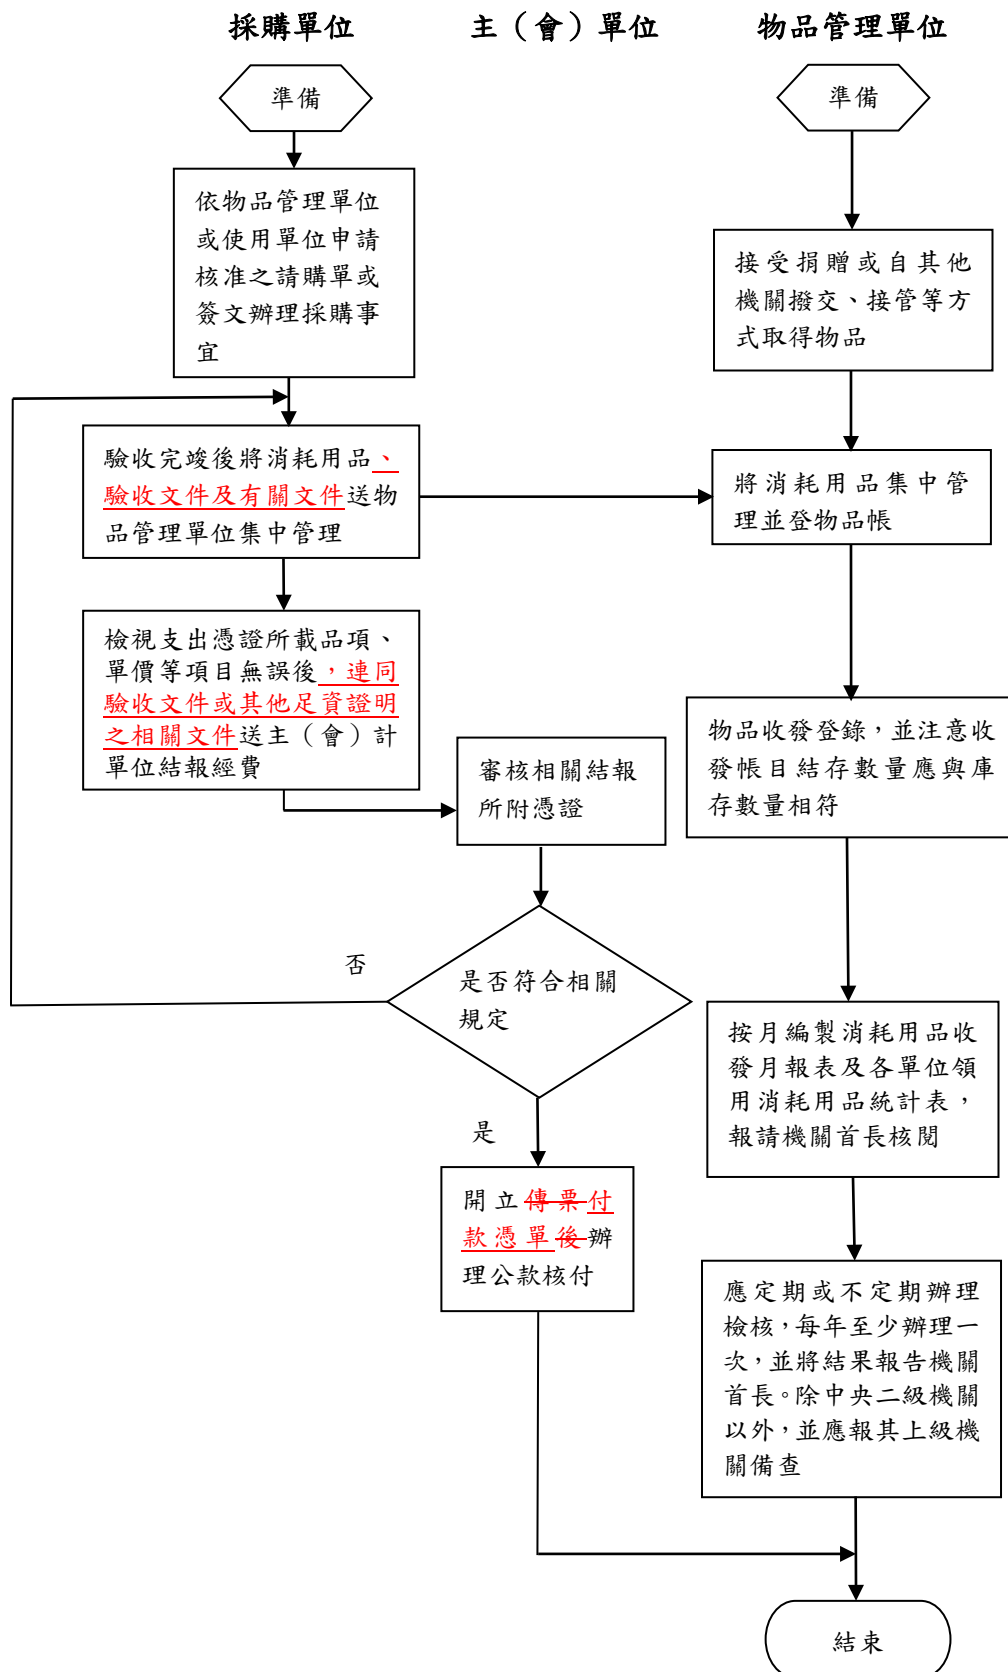 採購單位
主（會）單位
物品管理單位
準備
依物品管理單位
或使用單位申請
核准之請購單或
簽文辦理採購事
宜
驗收完竣後將消耗用品、
驗收文件及有關文件送物
品管理單位集中管理
檢視支出憑證所載品項、
單價等項目無誤後，連同
驗收文件或其他足資證明
之相關文件送主（會）計
單位結報經費
審核相關結報
所附憑證
是否符合相關
規定
否
是
開立傳票付
款憑單後辦
理公款核付
準備
接受捐贈或自其他
機關撥交、接管等方
式取得物品
將消耗用品集中管
理並登物品帳
物品收發登錄，並注意收
發帳目結存數量應與庫
存數量相符
按月編製消耗用品收
發月報表及各單位領
用消耗用品統計表，
報請機關首長核閱
應定期或不定期辦理
檢核，每年至少辦理一
次，並將結果報告機關
首長。除中央二級機關
以外，並應報其上級機
關備查
結束